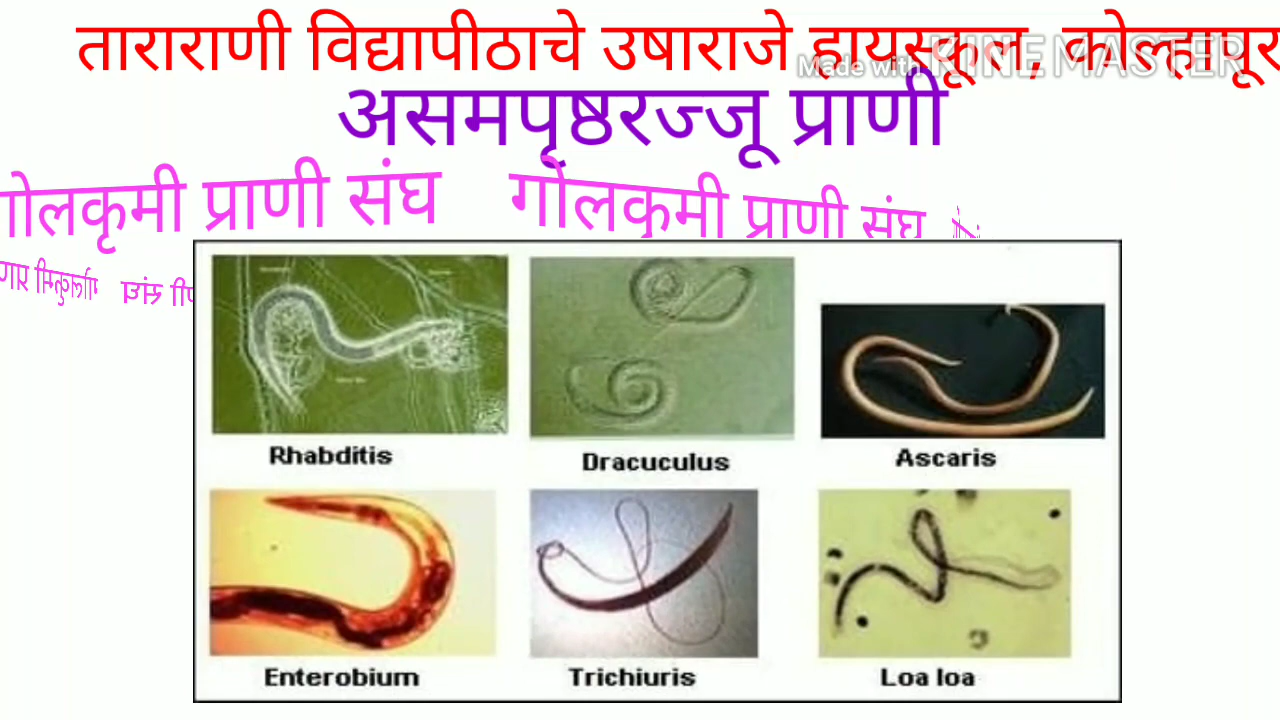 ताराराणी विद्यापीठाचे उषाराजे हायस्कूल, कोल्हापूर
Made with KINEMASTER
असमपृष्ठरज्जू प्राणी
गोलकृमी प्राणी संघ गोलकृमी प्राणी संघ
Rhabditis
Dracuculus
Ascaris
Enterobium
Trichiuris
Loa loa